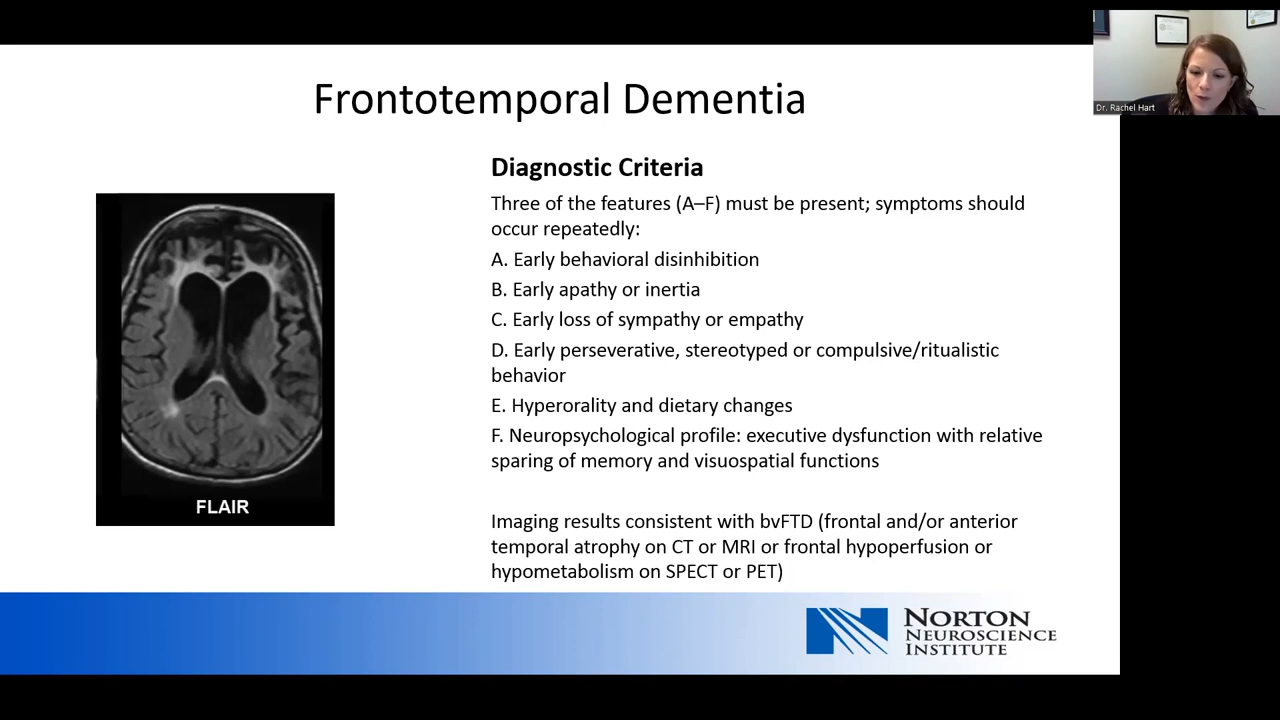 Frontotemporal Dementia
Dr. Rachel Hart
Diagnostic Criteria
Three of the features (A–F) must be present; symptoms should
occur repeatedly:
A. Early behavioral disinhibition
B. Early apathy or inertia
C. Early loss of sympathy or empathy
D. Early perseverative, stereotyped or compulsive/ritualistic
behavior
E. Hyperorality and dietary changes
F. Neuropsychological profile: executive dysfunction with relative
sparing of memory and visuospatial functions
FLAIR
Imaging results consistent with bvFTD (frontal and/or anterior
temporal atrophy on CT or MRI or frontal hypoperfusion or
hypometabolism on SPECT or PET)
NORTON
NEUROSCIENCE
INSTITUTE